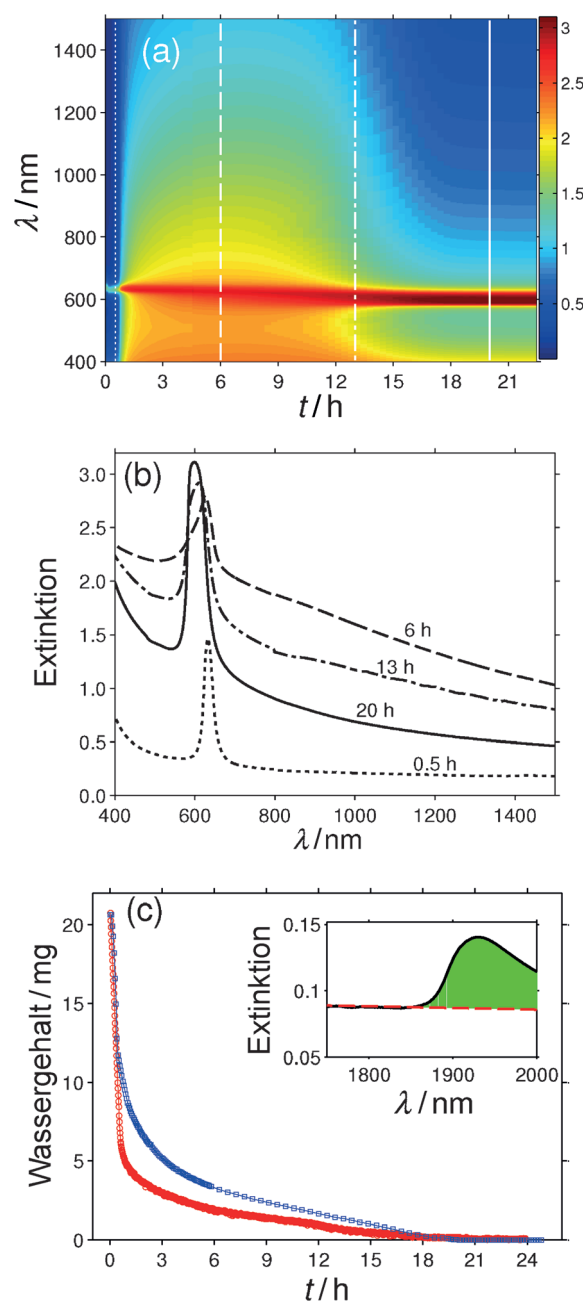 (a)
1400
1200
1000
800
600
400
λ/nm
0 3 6 9 12 15 18 21
t/h
3
2.5
2
1.5
1
0.5
(b)
3.0
2.5
2.0
1.5
1.0
0.5
0.0
Extinktion
6 h
13 h
20 h
0.5 h
400 600 800 1000 1200 1400
λ/nm
(c)
20
15
10
5
0
Wassergehalt/mg
0.15
0.1
0.05
Extinktion
1800 1900 2000
λ/nm
0 3 6 9 12 15 18 21 24
t/h